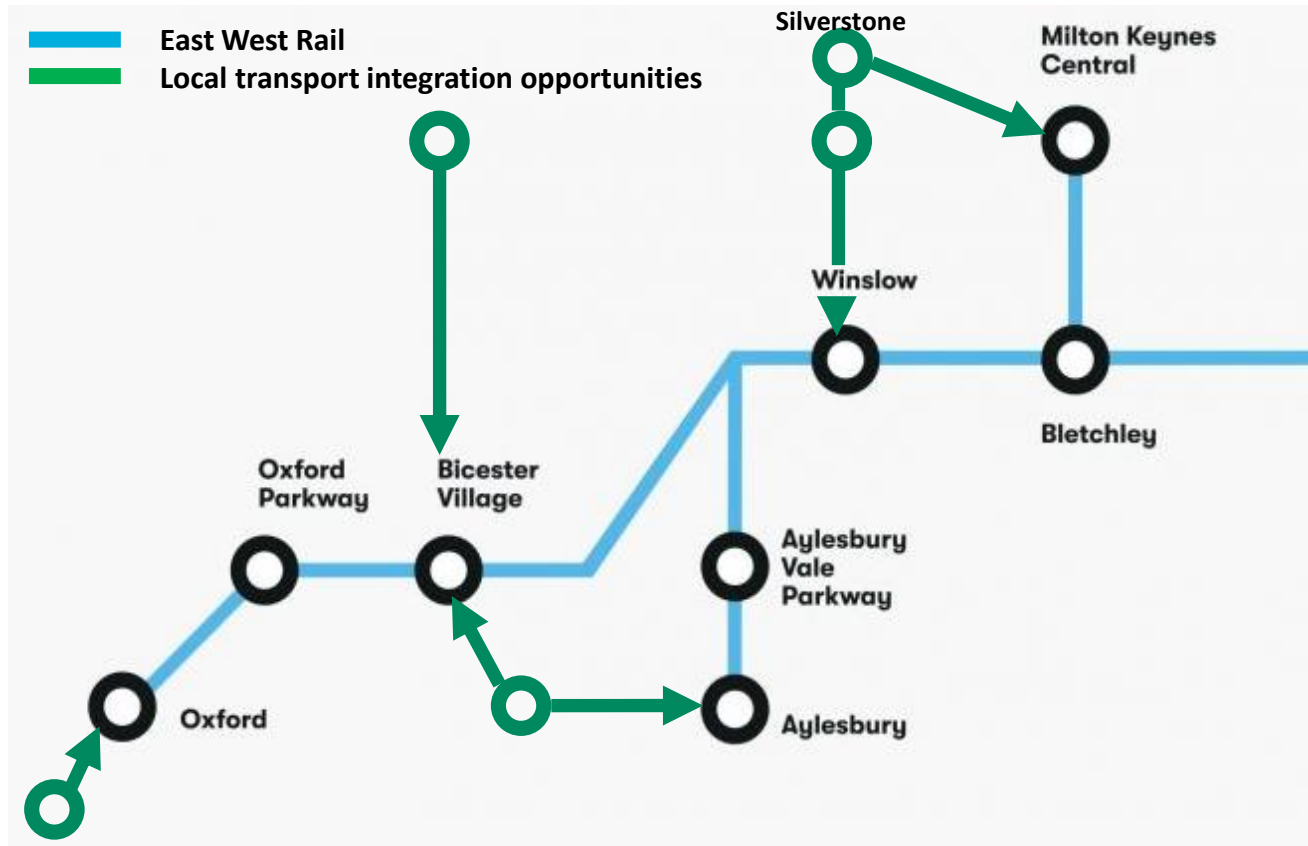 Silverstone
East West Rail
Local transport integration opportunities
Milton Keynes
Central
Winslow
Bletchley
Oxford
Parkway
Bicester
Village
Aylesbury
Vale
Parkway
Oxford
Aylesbury